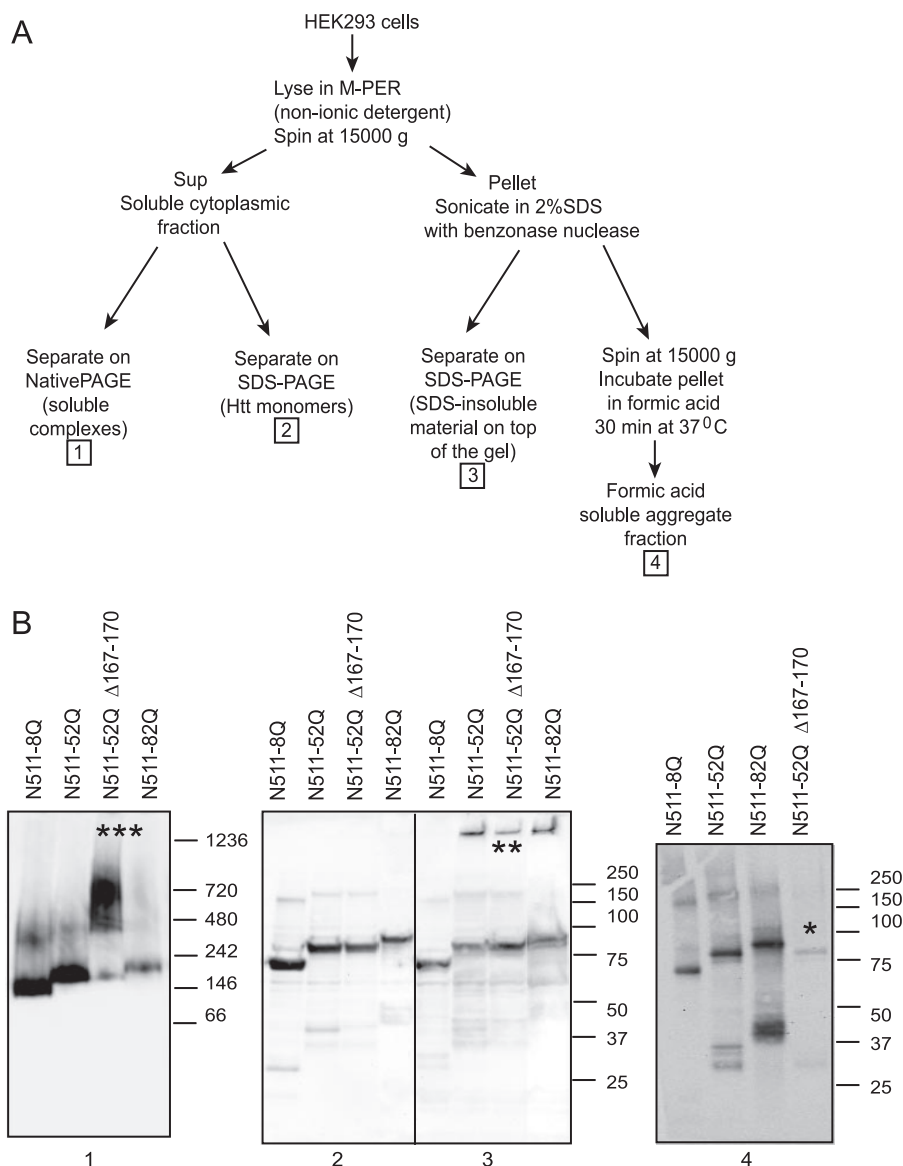 A
HEK293 cells
Lyse in M-PER
(non-ionic detergent)
Spin at 15000 g
Sup
Soluble cytoplasmic
fraction
Pellet
Sonicate in 2%SDS
with benzonase nuclease
Separate on
NativePAGE
(soluble
complexes)
1
Separate on
SDS-PAGE
(Htt monomers)
2
Separate on
SDS-PAGE
(SDS-insoluble
material on top
of the gel)
3
Spin at 15000 g
Incubate pellet
in formic acid
30 min at 37⁰C
Formic acid
soluble aggregate
fraction
4
B
N511-8Q
N511-52Q
N511-52Q Δ167-170
N511-82Q
***
1236
720
480
242
146
66
1
N511-8Q
N511-52Q
N511-52Q Δ167-170
N511-82Q
N511-8Q
N511-52Q
N511-52Q Δ167-170
N511-82Q
**
250
150
100
75
50
37
25
2
3
N511-8Q
N511-52Q
N511-82Q
N511-52Q Δ167-170
*
250
150
100
75
50
37
25
4